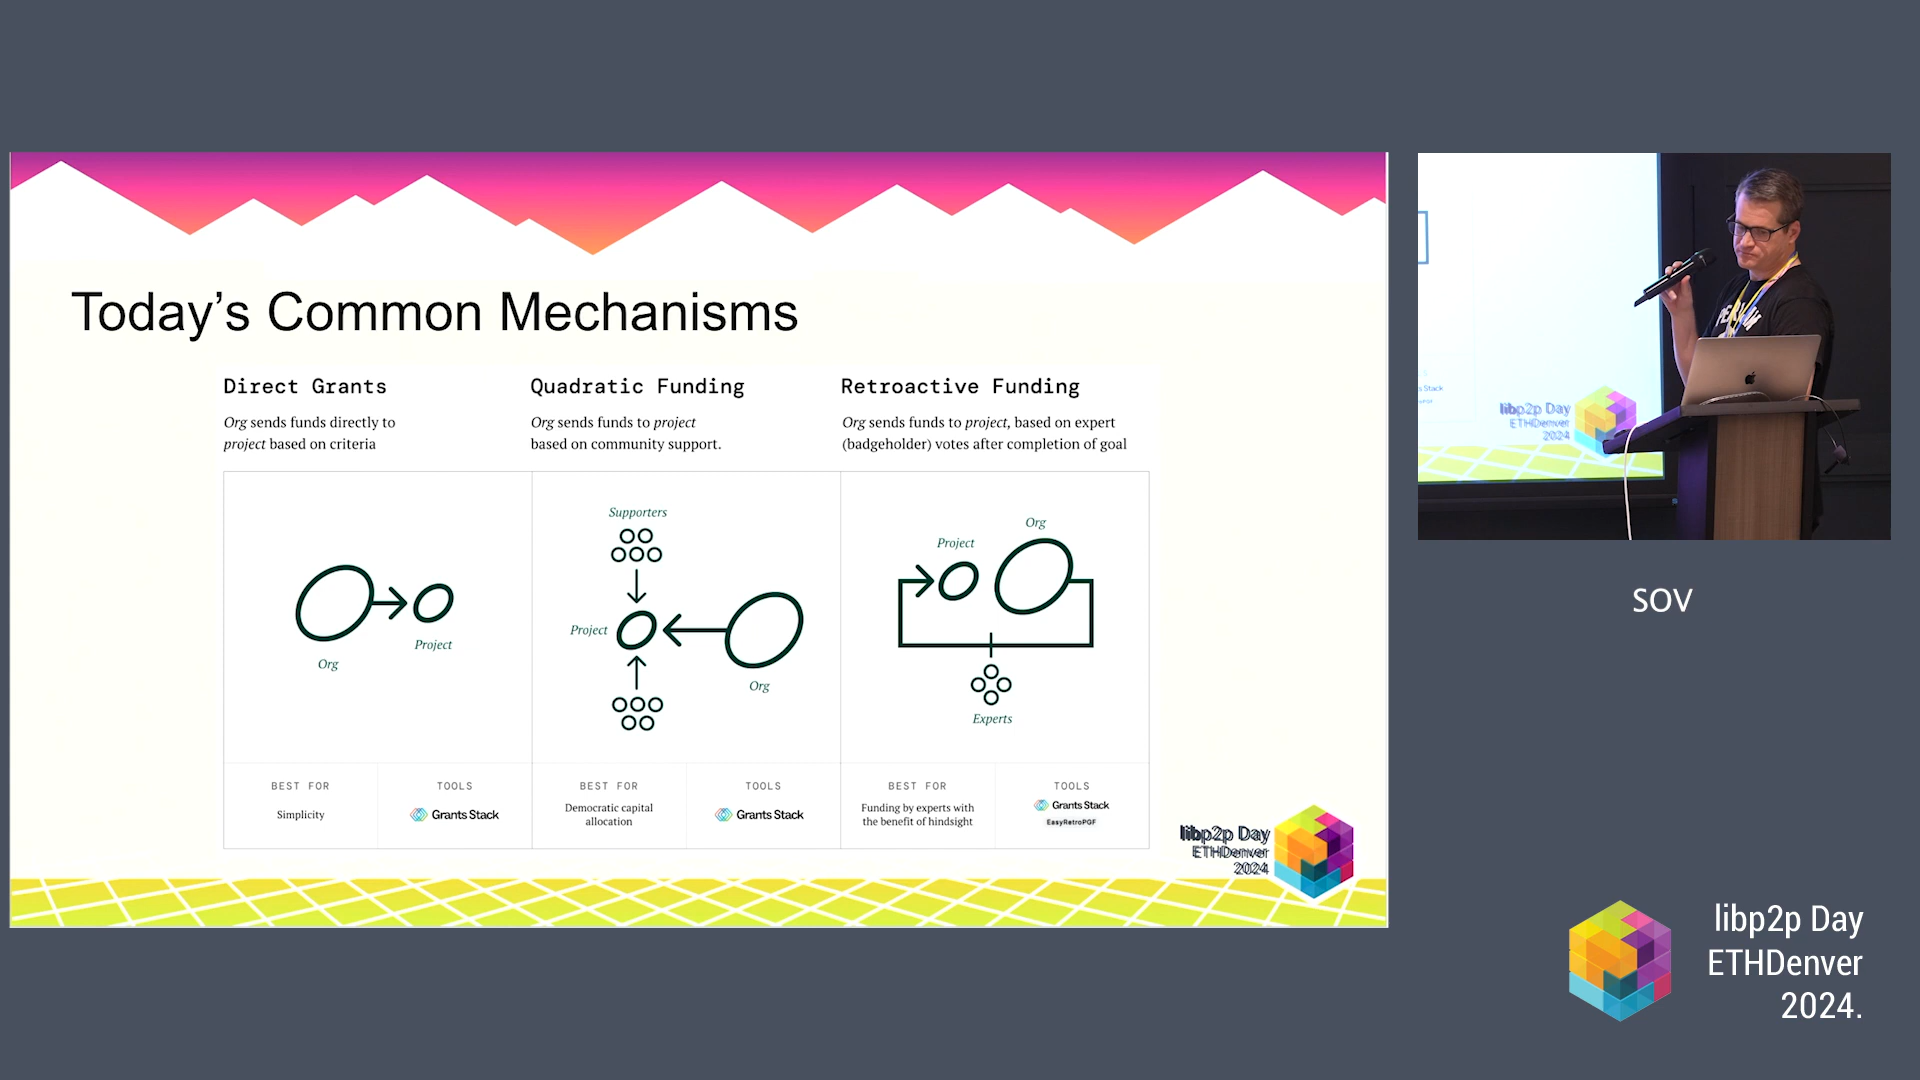 Today's Common Mechanisms
Direct Grants
Org sends funds directly to
project based on criteria
Quadratic Funding
Org sends funds to project
based on community support.
Retroactive Funding
Org sends funds to project, based on expert
(badgeholder) votes after completion of goal
Org
Project
Supporters
Project
Org
Project
Org
Experts
BEST FOR
Simplicity
TOOLS
Grants Stack
BEST FOR
Democratic capital
allocation
TOOLS
Grants Stack
BEST FOR
Funding by experts with
the benefit of hindsight
TOOLS
Grants Stack
EasyRetroPGF
libp2p Day
ETHDenver
2024
libp2p Day
ETHDenver
2024
SOV
libp2p Day
ETHDenver
2024.